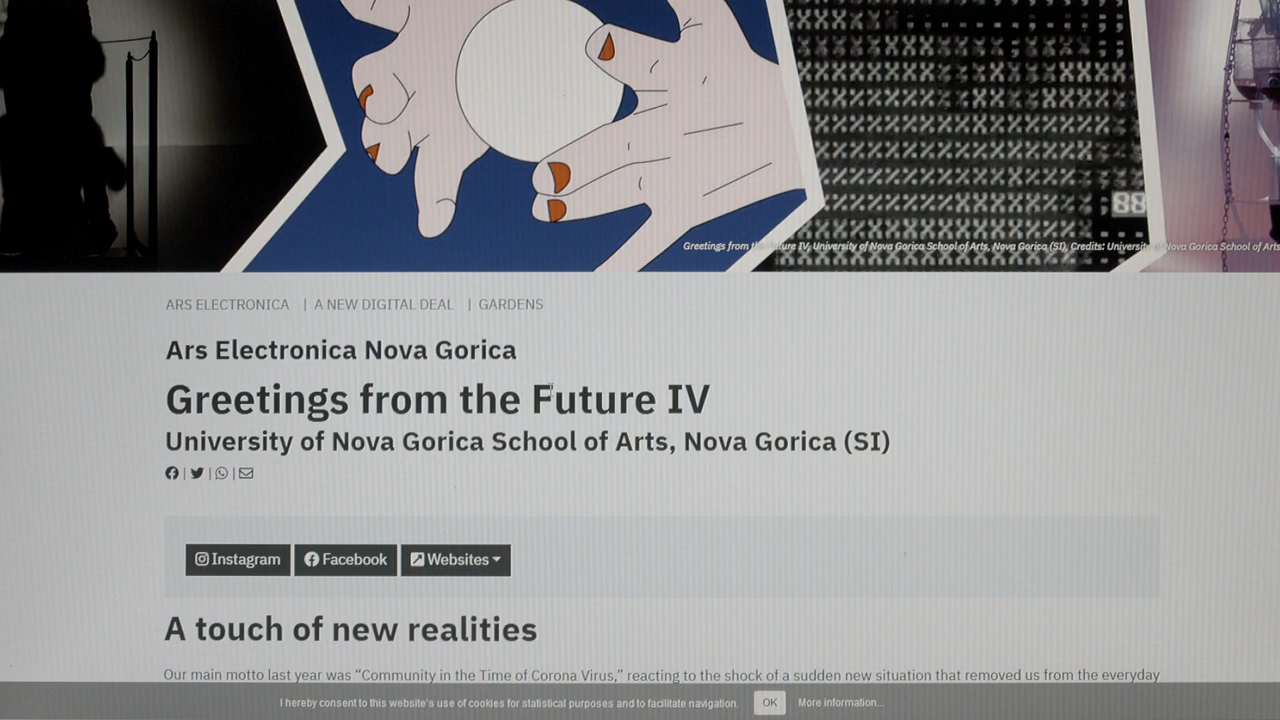 88
Greetings from the Future IV, University of Nova Gorica School of Arts, Nova Gorica (SI), Credits: University of Nova Gorica School of Arts
ARS ELECTRONICA | A NEW DIGITAL DEAL | GARDENS
Ars Electronica Nova Gorica
Greetings from the Future IV
University of Nova Gorica School of Arts, Nova Gorica (SI)
Instagram Facebook Websites
A touch of new realities
Our main motto last year was “Community in the Time of Corona Virus,” reacting to the shock of a sudden new situation that removed us from the everyday
I hereby consent to this website's use of cookies for statistical purposes and to facilitate navigation. OK More information...